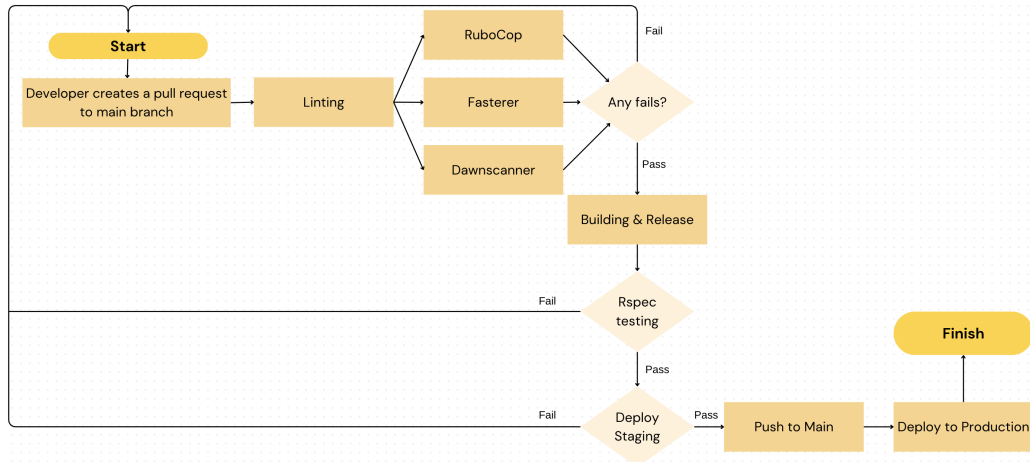 Start
Developer creates a pull request
to main branch
Linting
RuboCop
Fasterer
Dawnscanner
Any fails?
Fail
Pass
Building & Release
Rspec
testing
Fail
Pass
Deploy
Staging
Fail
Pass
Push to Main
Deploy to Production
Finish